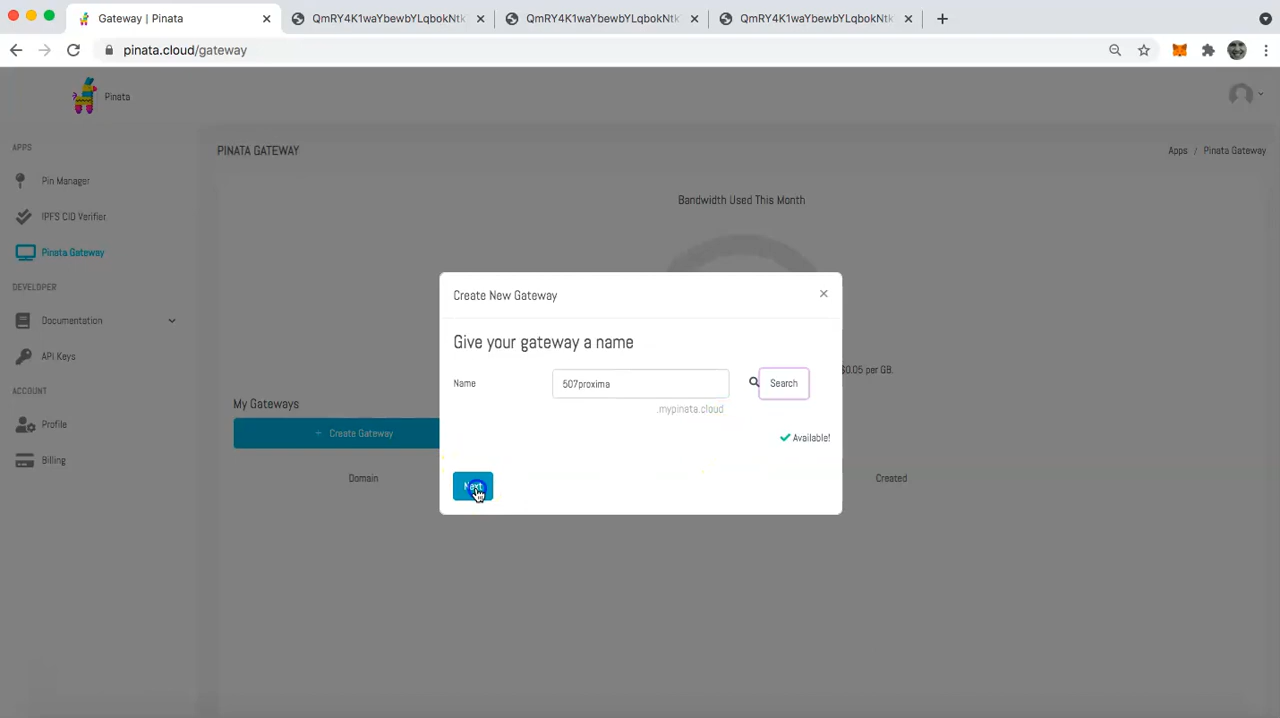 Gateway | Pinata
QmRY4K1waYbewbYLqbokNtk
QmRY4K1waYbewbYLqbokNtk
QmRY4K1waYbewbYLqbokNtk
pinata.cloud/gateway
Pinata
APPS
Pin Manager
IPFS CID Verifier
Pinata Gateway
DEVELOPER
Documentation
API Keys
ACCOUNT
Profile
Billing
PINATA GATEWAY
Apps / Pinata Gateway
Bandwidth Used This Month
$0.05 per GB.
My Gateways
Create Gateway
Domain
Created
Create New Gateway
Give your gateway a name
Name
507proxima
Search
.mypinata.cloud
Available!
Next